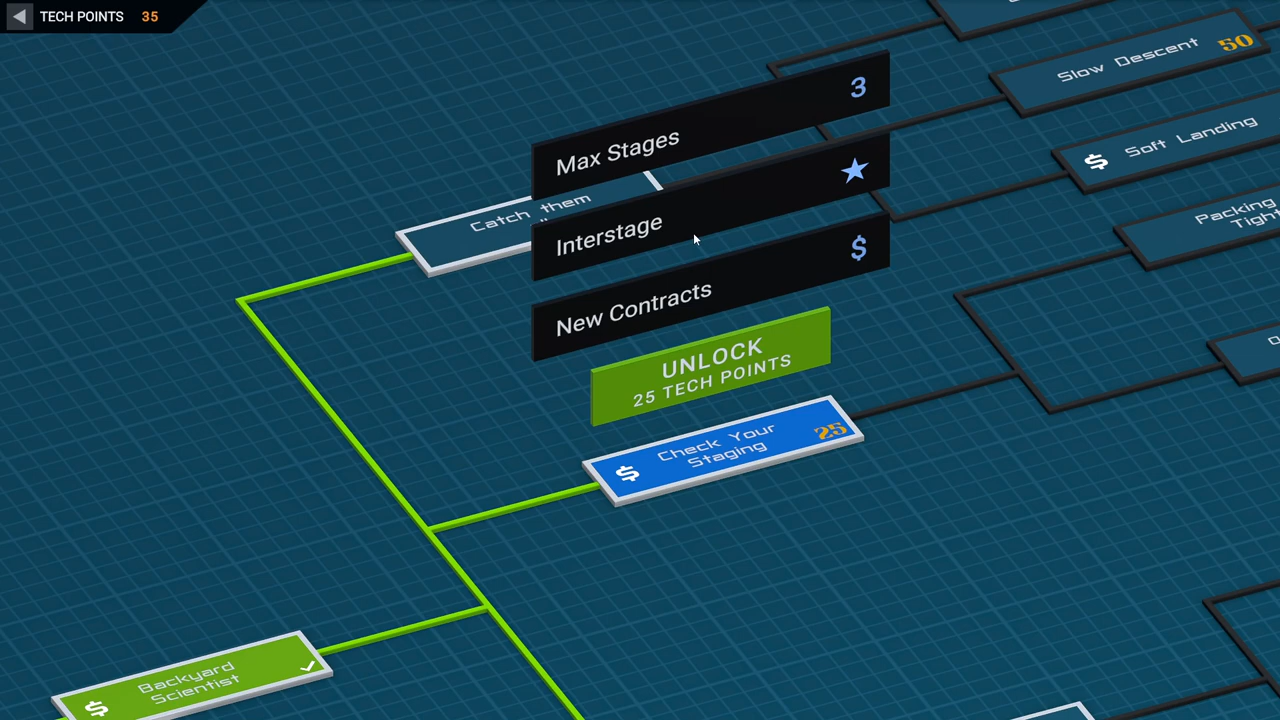 TECH POINTS 35
Slow Descent 50
Max Stages 3
$ Soft Landing
Catch them
Interstage
Packing
New Contracts $
UNLOCK
25 TECH POINTS
$ Check Your
Staging 25
$ Backyard
Scientist